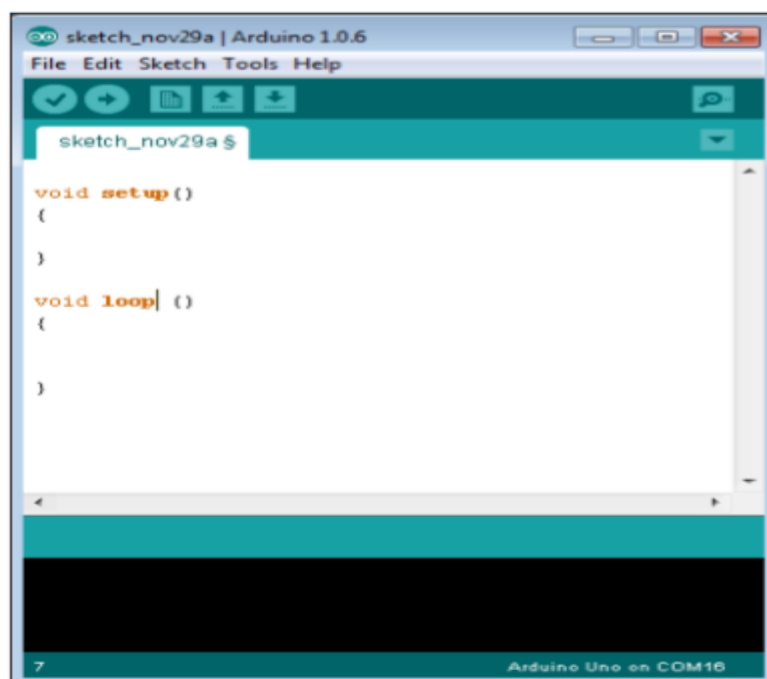 sketch_nov29a | Arduino 1.0.6
File Edit Sketch Tools Help
sketch_nov29a §
void setup()
{
}
void loop ()
{
}
7 Arduino Uno on COM16